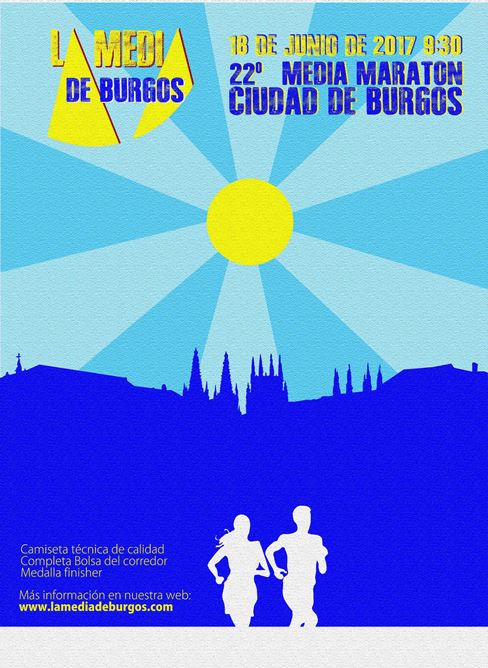 LA MEDIA
DE BURGOS
18 DE JUNIO DE 2017 9:30
22º MEDIA MARATON
CIUDAD DE BURGOS
Camiseta técnica de calidad
Completa Bolsa del corredor
Medalla finisher
Más información en nuestra web:
www.lamediadeburgos.com